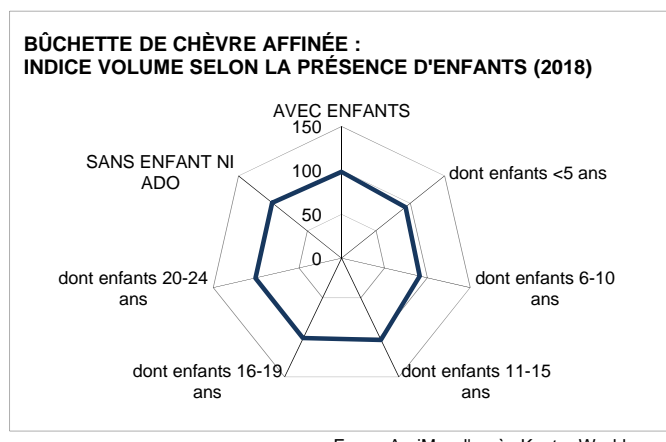 BÛCHETTE DE CHÈVRE AFFINÉE :
INDICE VOLUME SELON LA PRÉSENCE D'ENFANTS (2018)
AVEC ENFANTS
150
SANS ENFANT NI
ADO
100
dont enfants <5 ans
50
0
dont enfants 20-24
ans
dont enfants 6-10
ans
dont enfants 16-19
ans
dont enfants 11-15
ans